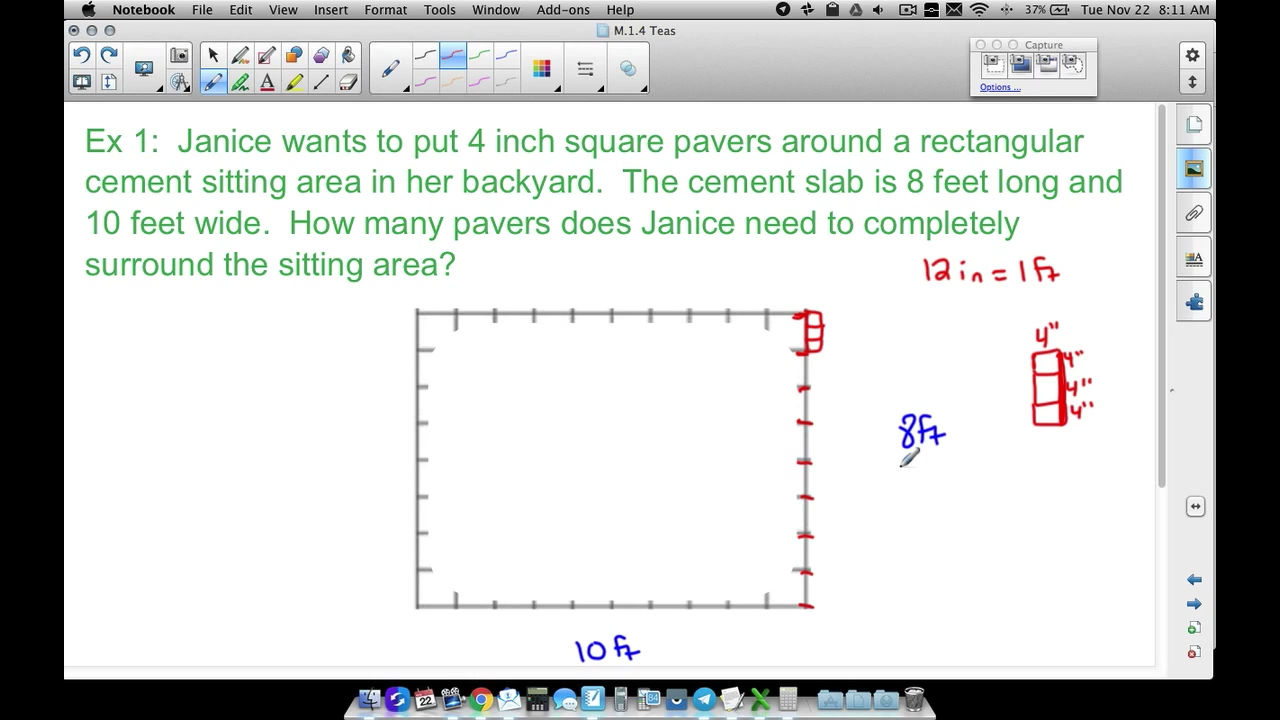 Notebook File Edit View Insert Format Tools Window Add-ons Help 37% Tue Nov 22 8:11 AM
M.1.4 Teas
Capture
Options ...
Ex 1: Janice wants to put 4 inch square pavers around a rectangular
cement sitting area in her backyard. The cement slab is 8 feet long and
10 feet wide. How many pavers does Janice need to completely
surround the sitting area?
12 in = 1 ft
4"
4"
4"
4"
8 ft
10 ft